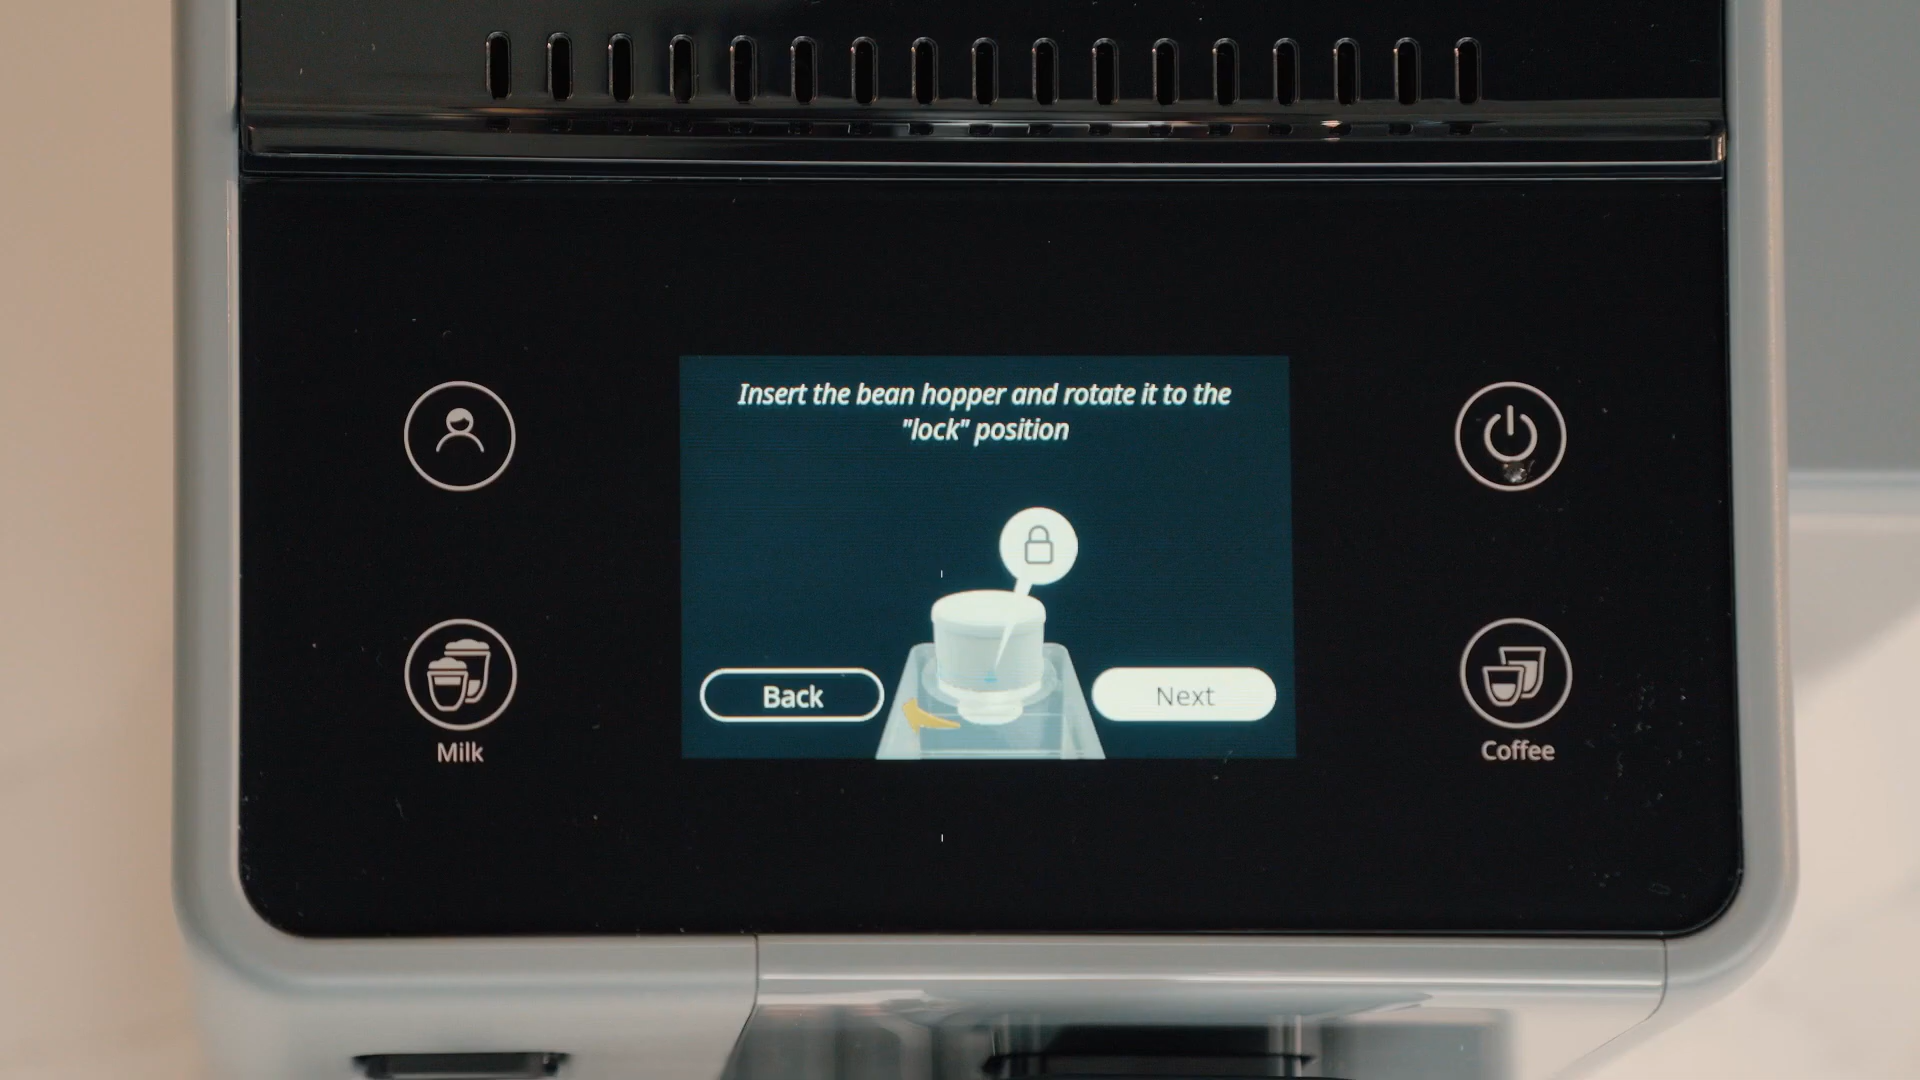 Insert the bean hopper and rotate it to the
"lock" position
Back
Next
Milk
Coffee